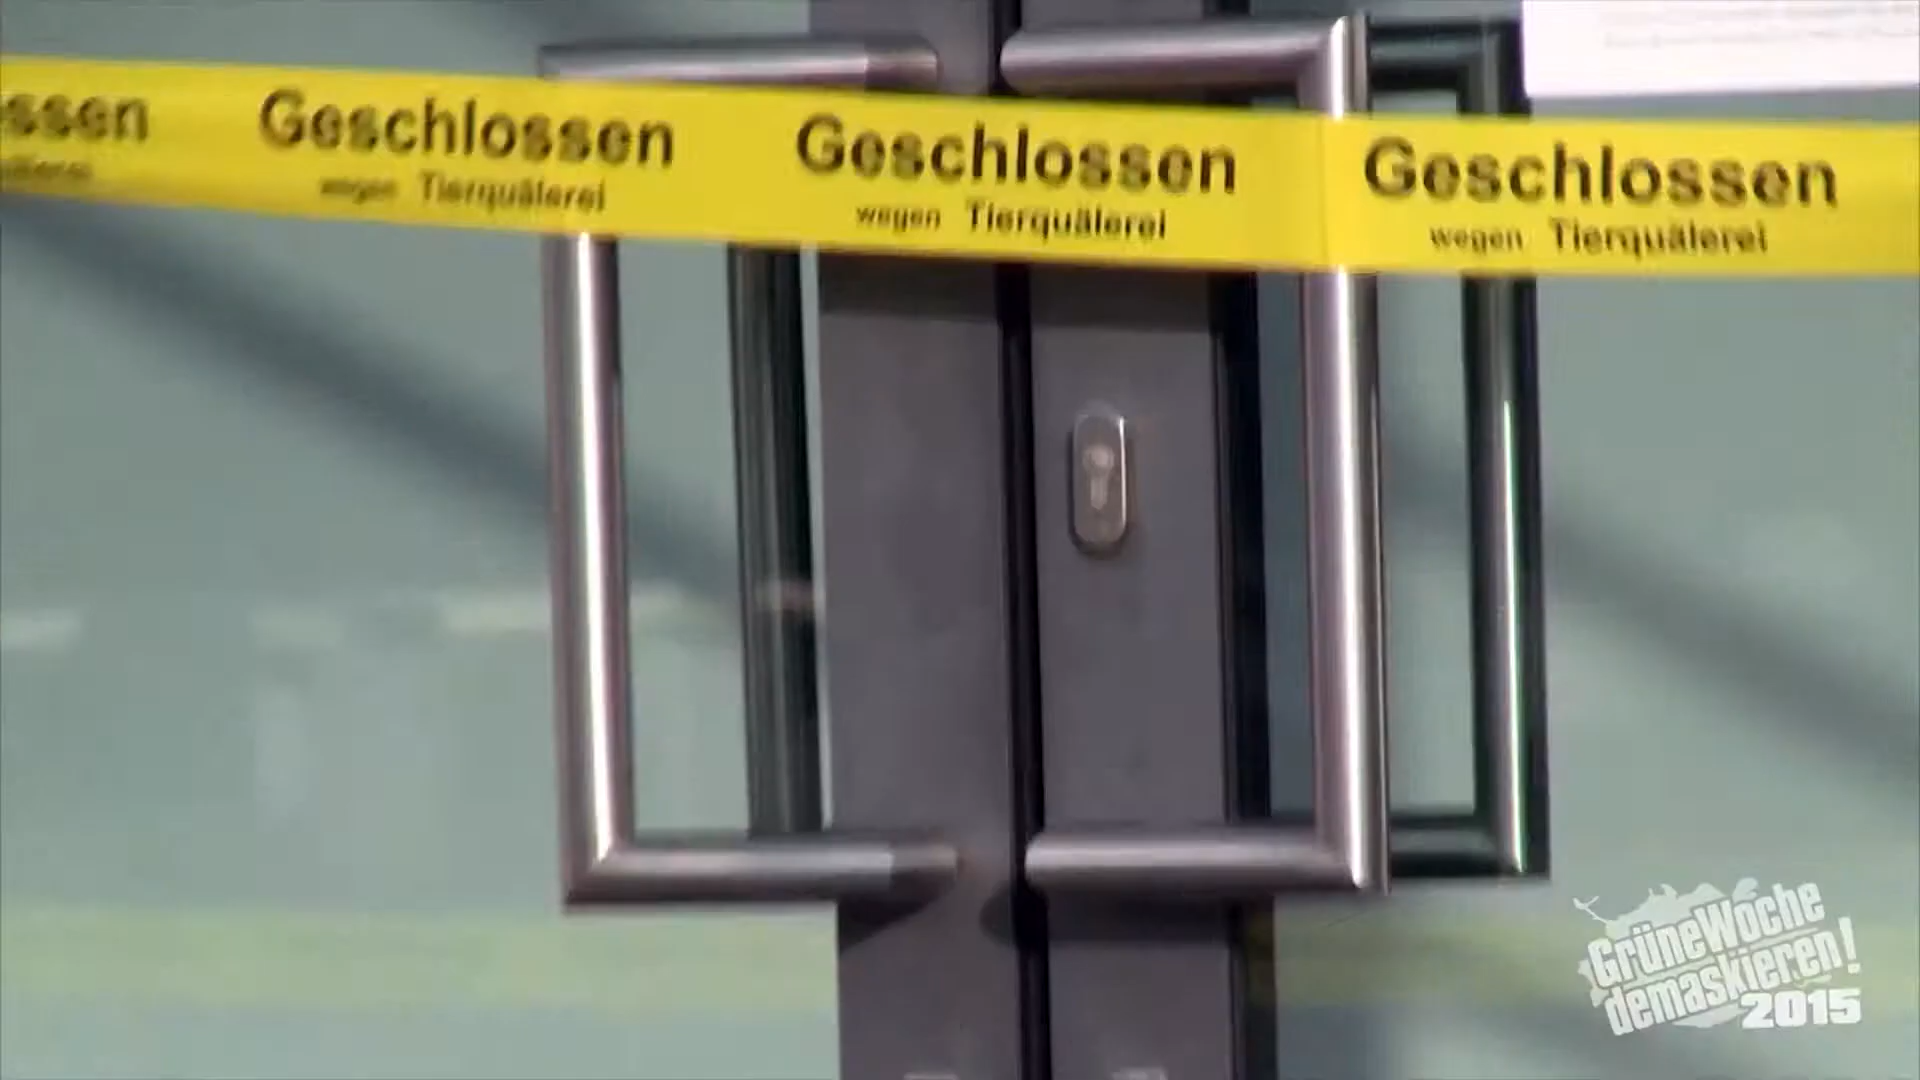 ssen Geschlossen Geschlossen Geschlossen
wegen Tierquälerei wegen Tierquälerei wegen Tierquälerei
GrüneWoche
demaskieren!
2015